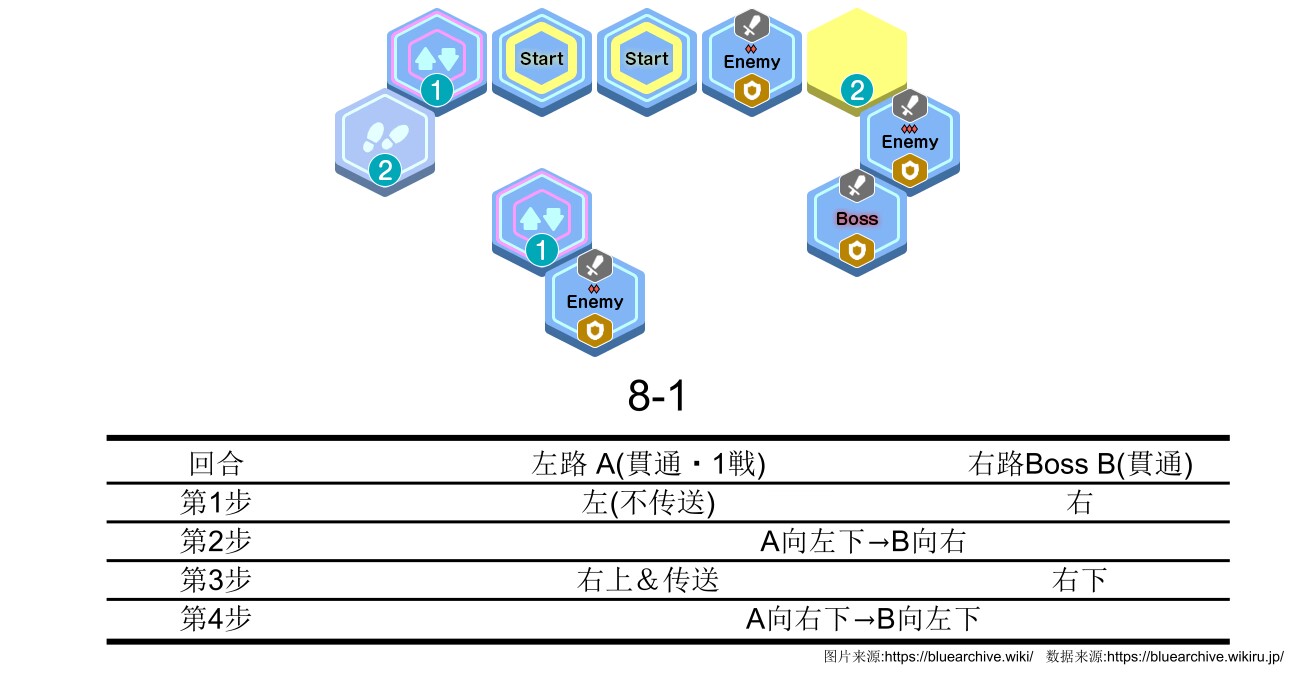 Start Start Enemy
1 2
Enemy
2
Boss
1
Enemy
8-1
回合 左路 A(貫通・1戦) 右路Boss B(貫通)
第1步 左(不传送) 右
第2步 A向左下→B向右
第3步 右上＆传送 右下
第4步 A向右下→B向左下
图片来源:https://bluearchive.wiki/ 数据来源:https://bluearchive.wikiru.jp/